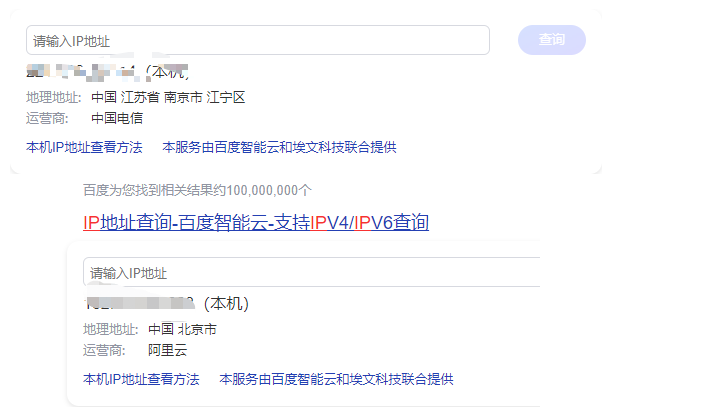 请输入IP地址
查询
（本机）
地理地址: 中国 江苏省 南京市 江宁区
运营商: 中国电信
本机IP地址查看方法 本服务由百度智能云和埃文科技联合提供
百度为您找到相关结果约100,000,000个
IP地址查询-百度智能云-支持IPV4/IPV6查询
请输入IP地址
（本机）
地理地址: 中国 北京市
运营商: 阿里云
本机IP地址查看方法 本服务由百度智能云和埃文科技联合提供